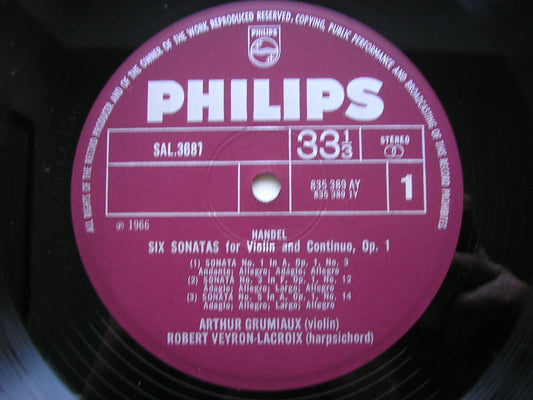 ALL RIGHTS OF THE RECORD PRODUCER AND OF THE OWNER OF THE WORK REPRODUCED RESERVED, COPYING, PUBLIC PERFORMANCE AND BROADCASTING OF THIS RECORD PROHIBITED
PHILIPS
PHILIPS
SAL.3687
33 1/3
STEREO
835 389 AY
835 389 1Y
1
℗ 1966
HANDEL
SIX SONATAS for Violin and Continuo, Op. 1
(1) SONATA No. 1 in A, Op. 1, No. 3
Andante; Allegro; Adagio; Allegro
(2) SONATA No. 3 in F, Op. 1, No. 12
Adagio; Allegro; Largo; Allegro
(3) SONATA No. 5 in A, Op. 1, No. 14
Adagio; Allegro; Largo; Allegro
ARTHUR GRUMIAUX (violin)
ROBERT VEYRON-LACROIX (harpsichord)